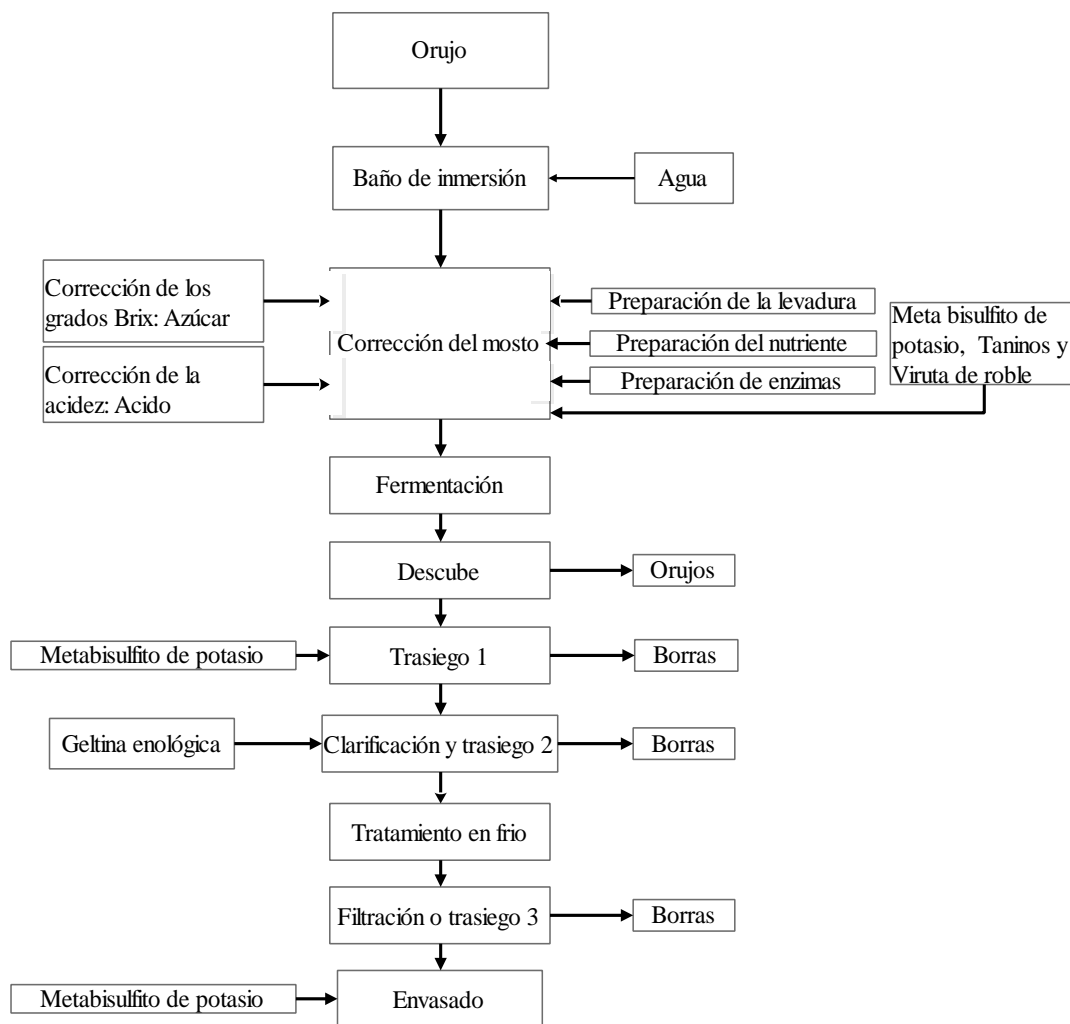 Orujo
Baño de inmersión
Agua
Corrección de los
grados Brix: Azúcar
Corrección de la
acidez: Acido
Corrección del mosto
Preparación de la levadura
Preparación del nutriente
Preparación de enzimas
Meta bisulfito de
potasio, Taninos y
Viruta de roble
Fermentación
Descube
Orujos
Metabisulfito de potasio
Trasiego 1
Borras
Geltina enológica
Clarificación y trasiego 2
Borras
Tratamiento en frio
Filtración o trasiego 3
Borras
Metabisulfito de potasio
Envasado